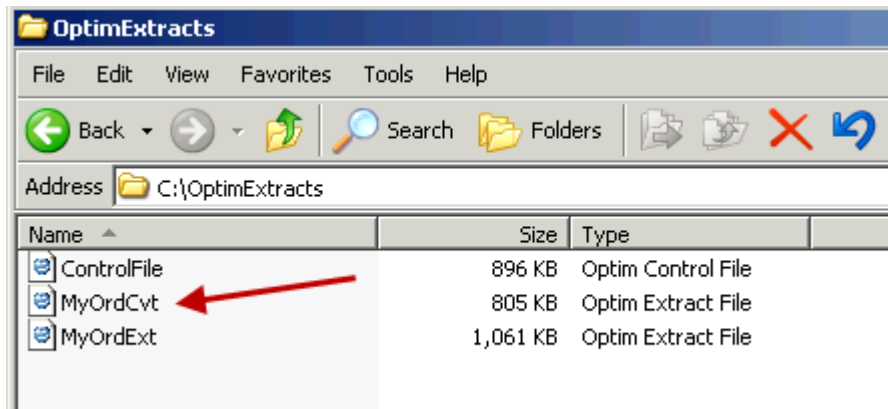 OptimExtracts
File Edit View Favorites Tools Help
Back Search Folders
Address C:\OptimExtracts
Name Size Type
ControlFile 896 KB Optim Control File
MyOrdCvt 805 KB Optim Extract File
MyOrdExt 1,061 KB Optim Extract File